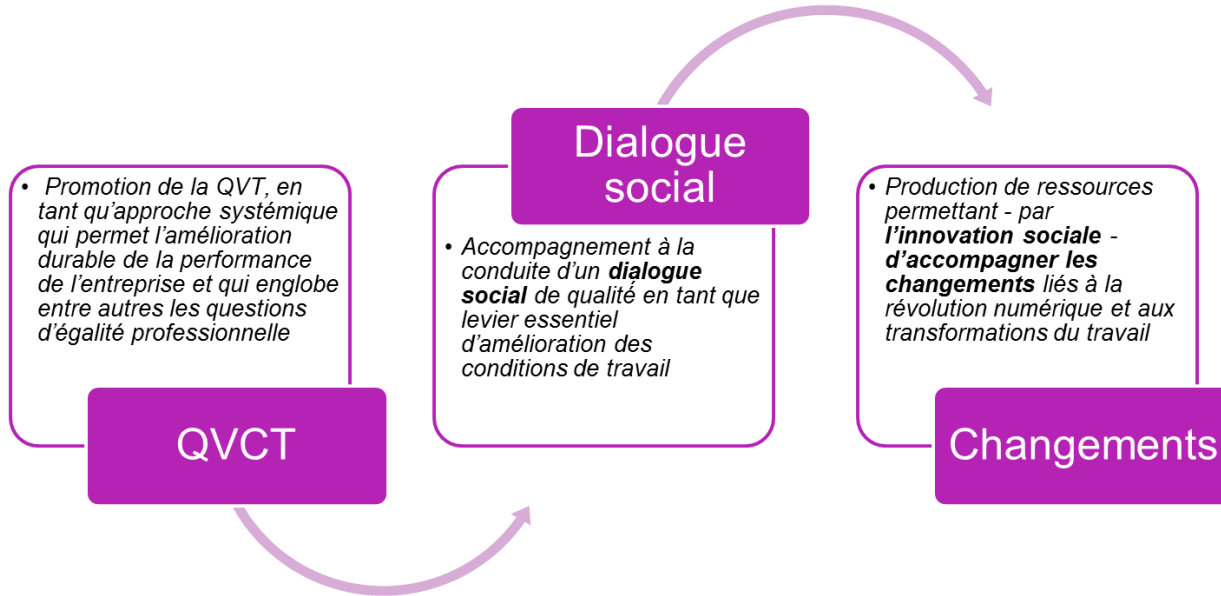 • Promotion de la QVT, en
tant qu’approche systémique
qui permet l’amélioration
durable de la performance
de l’entreprise et qui englobe
entre autres les questions
d’égalité professionnelle
QVCT
Dialogue
social
• Accompagnement à la
conduite d’un dialogue
social de qualité en tant que
levier essentiel
d’amélioration des
conditions de travail
• Production de ressources
permettant - par
l’innovation sociale -
d’accompagner les
changements liés à la
révolution numérique et aux
transformations du travail
Changements